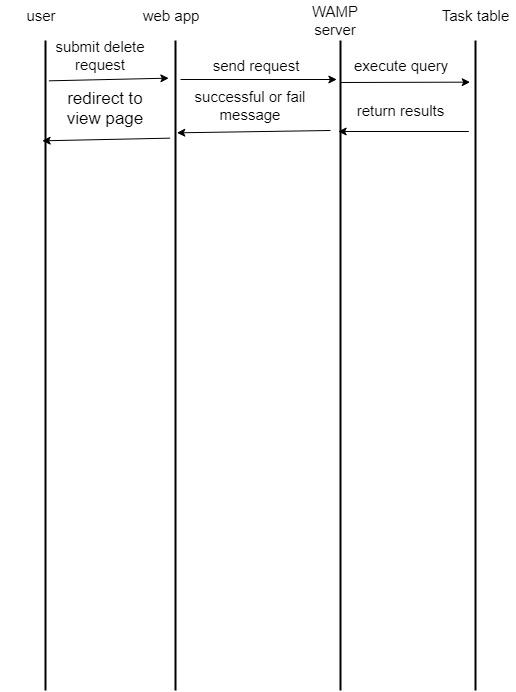 user
web app
WAMP
server
Task table
submit delete
request
send request
execute query
redirect to
view page
successful or fail
message
return results